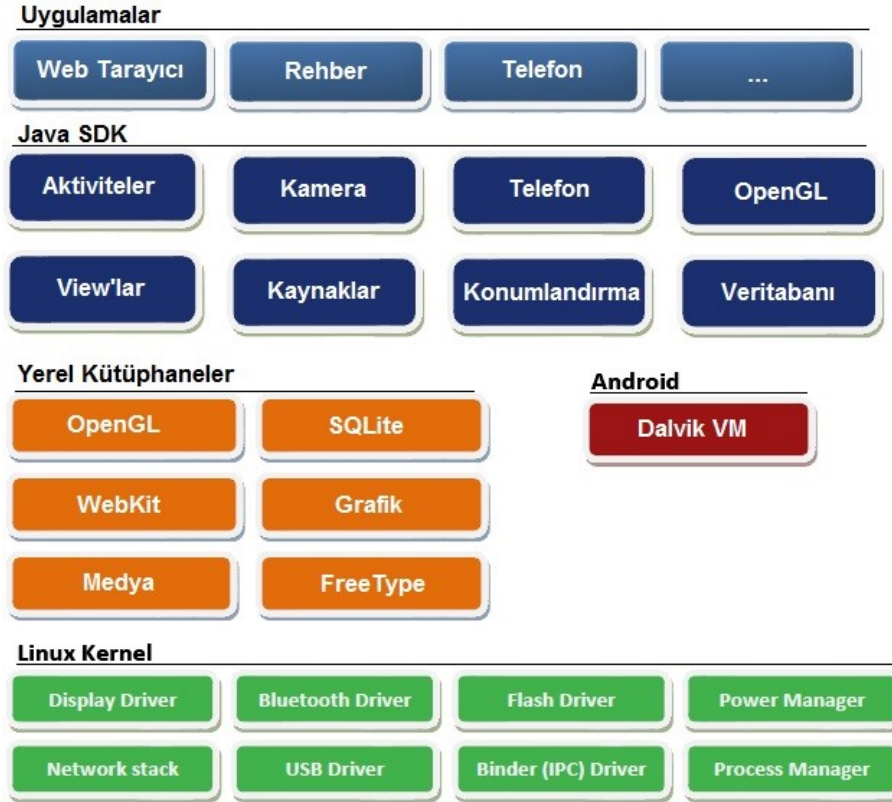 Uygulamalar
Web Tarayıcı Rehber Telefon ...
Java SDK
Aktiviteler Kamera Telefon OpenGL
View'lar Kaynaklar Konumlandırma Veritabanı
Yerel Kütüphaneler Android
OpenGL SQLite Dalvik VM
WebKit Grafik
Medya FreeType
Linux Kernel
Display Driver Bluetooth Driver Flash Driver Power Manager
Network stack USB Driver Binder (IPC) Driver Process Manager